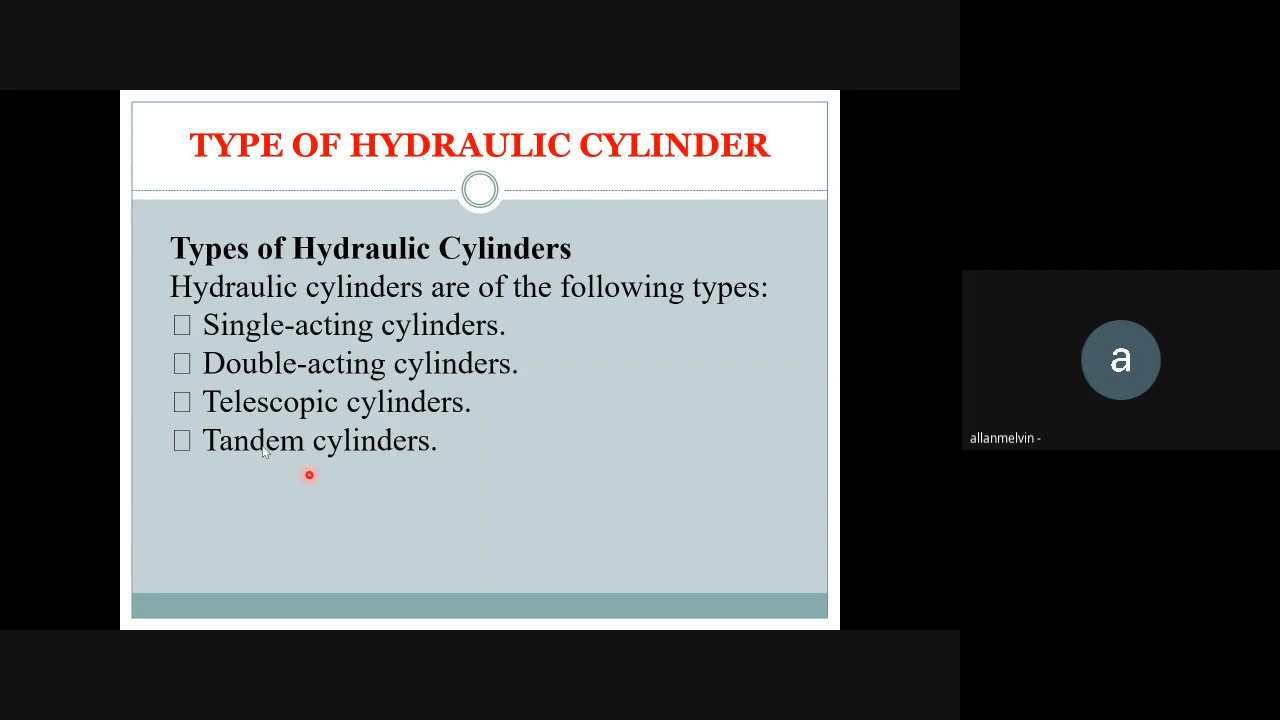 TYPE OF HYDRAULIC CYLINDER
Types of Hydraulic Cylinders
Hydraulic cylinders are of the following types:
Single-acting cylinders.
Double-acting cylinders.
Telescopic cylinders.
Tandem cylinders.
a
allanmelvin -